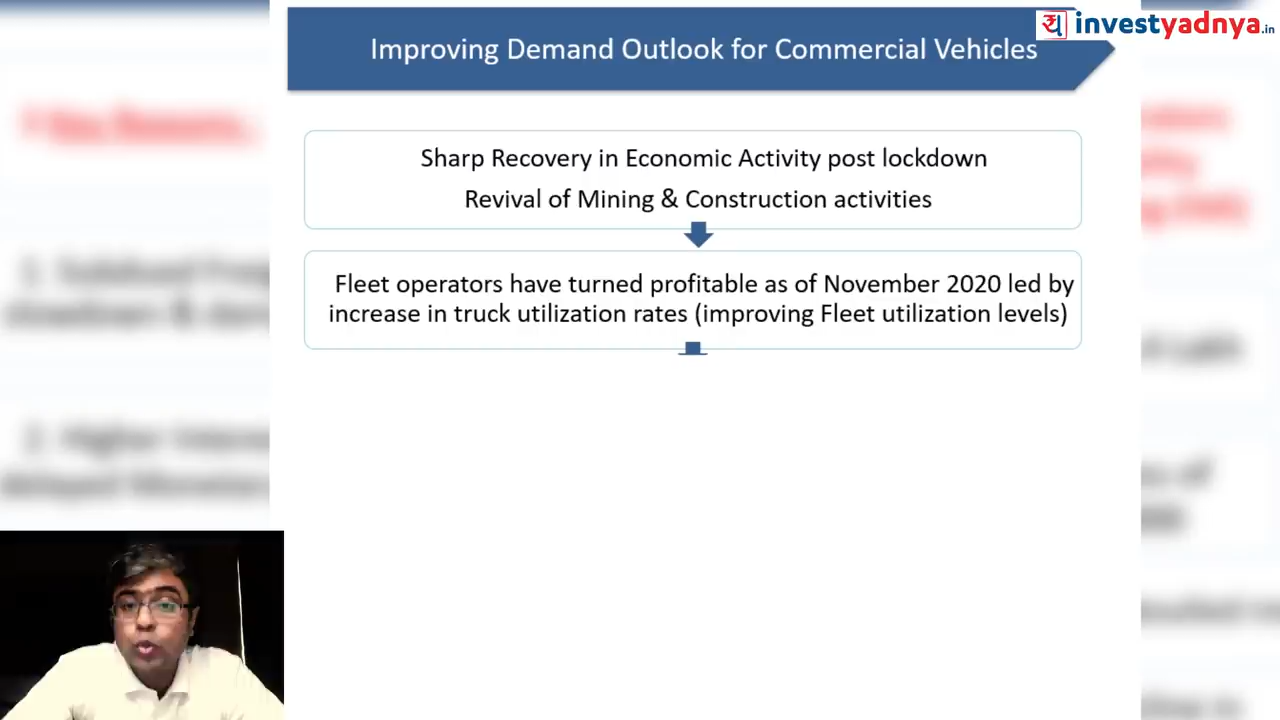 Improving Demand Outlook for Commercial Vehicles
यु investyadnya.in
Sharp Recovery in Economic Activity post lockdown
Revival of Mining & Construction activities
Fleet operators have turned profitable as of November 2020 led by
increase in truck utilization rates (improving Fleet utilization levels)